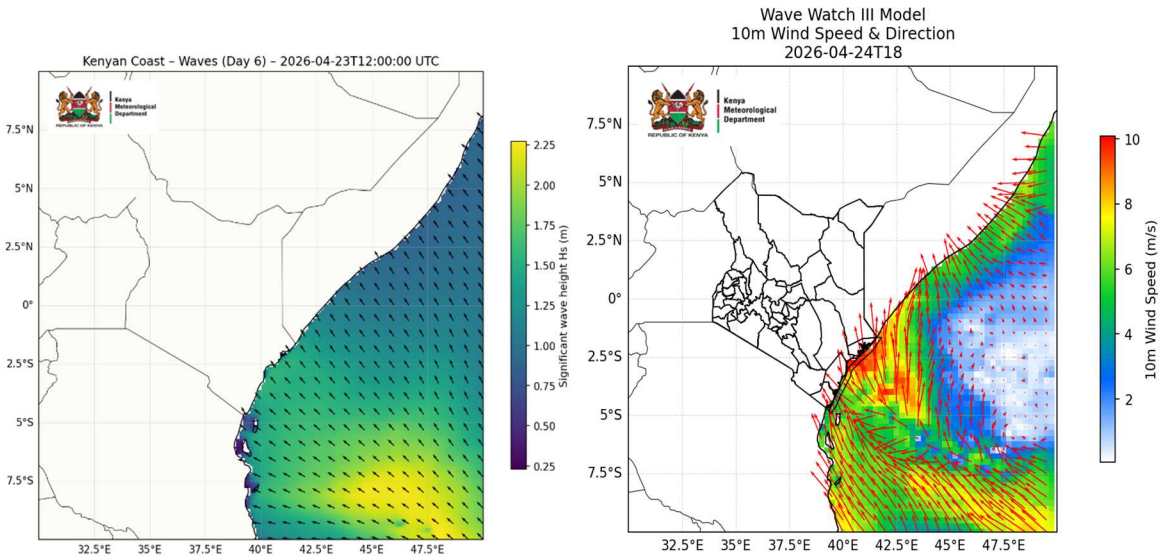 Kenyan Coast – Waves (Day 6) – 2026-04-23T12:00:00 UTC
Kenya
Meteorological
Department
REPUBLIC OF KENYA
7.5°N
5°N
2.5°N
0°
2.5°S
5°S
7.5°S
32.5°E 35°E 37.5°E 40°E 42.5°E 45°E 47.5°E
2.25
2.00
1.75
1.50
1.25
1.00
0.75
0.50
0.25
Significant wave height Hs (m)
Wave Watch III Model
10m Wind Speed & Direction
2026-04-24T18
Kenya
Meteorological
Department
REPUBLIC OF KENYA
7.5°N
5°N
2.5°N
0°
2.5°S
5°S
7.5°S
32.5°E 35°E 37.5°E 40°E 42.5°E 45°E 47.5°E
10
8
6
4
2
10m Wind Speed (m/s)